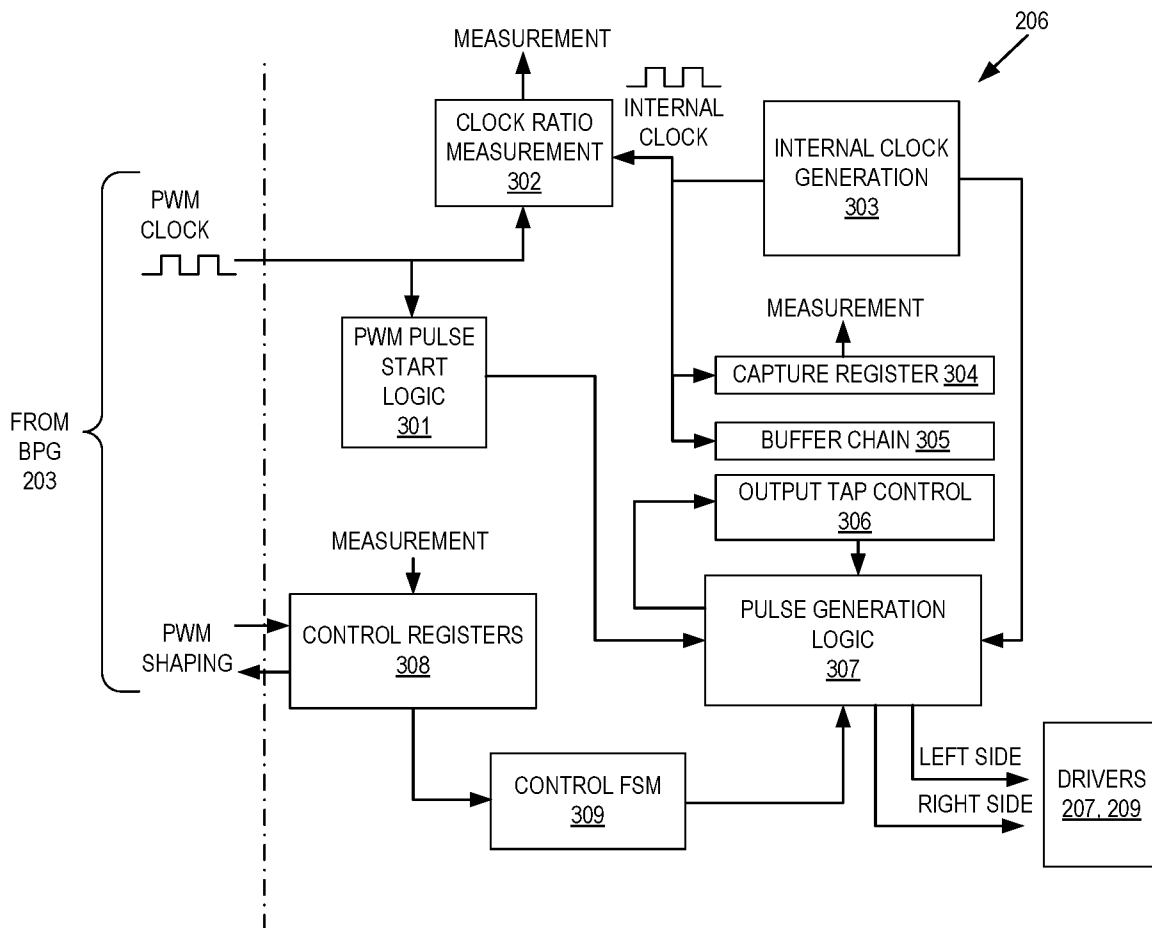 206
MEASUREMENT
CLOCK RATIO
MEASUREMENT
302
INTERNAL
CLOCK
INTERNAL CLOCK
GENERATION
303
PWM
CLOCK
PWM PULSE
START
LOGIC
301
MEASUREMENT
CAPTURE REGISTER 304
BUFFER CHAIN 305
OUTPUT TAP CONTROL
306
FROM
BPG
203
MEASUREMENT
CONTROL REGISTERS
308
PWM
SHAPING
PULSE GENERATION
LOGIC
307
CONTROL FSM
309
LEFT SIDE
RIGHT SIDE
DRIVERS
207, 209